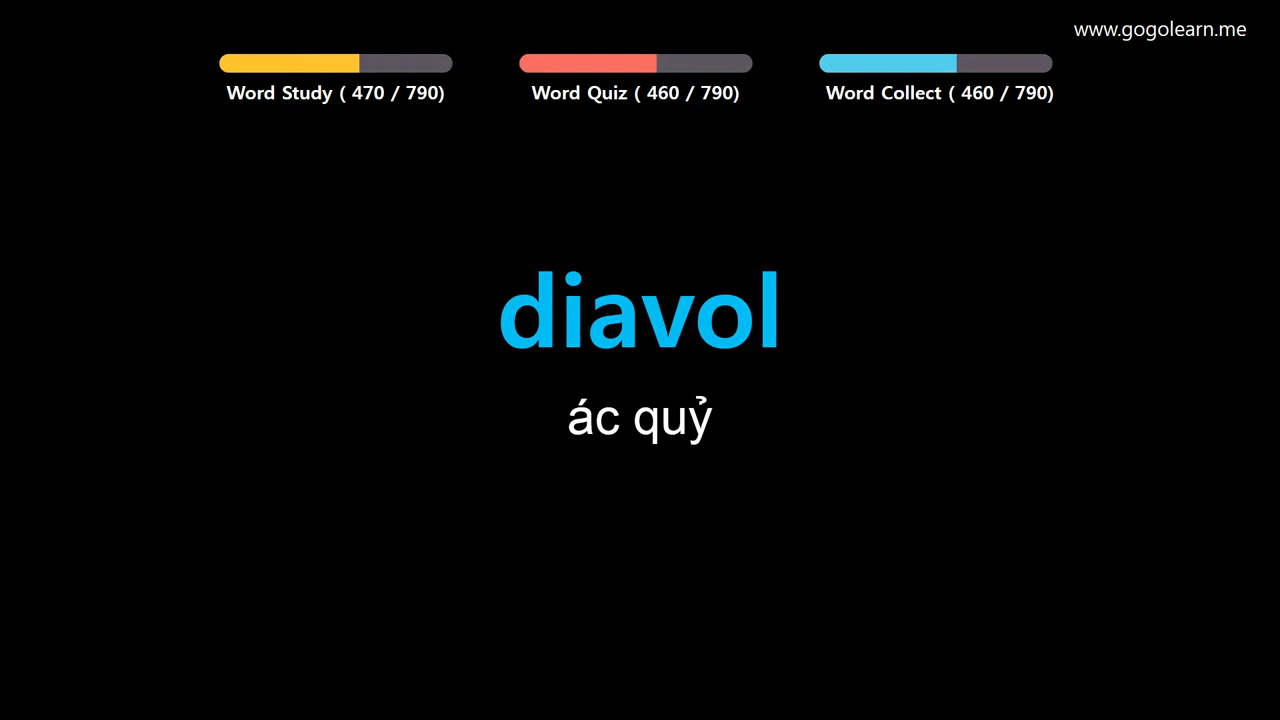 www.gogolearn.me
Word Study ( 470 / 790)
Word Quiz ( 460 / 790)
Word Collect ( 460 / 790)
diavol
ác quỷ